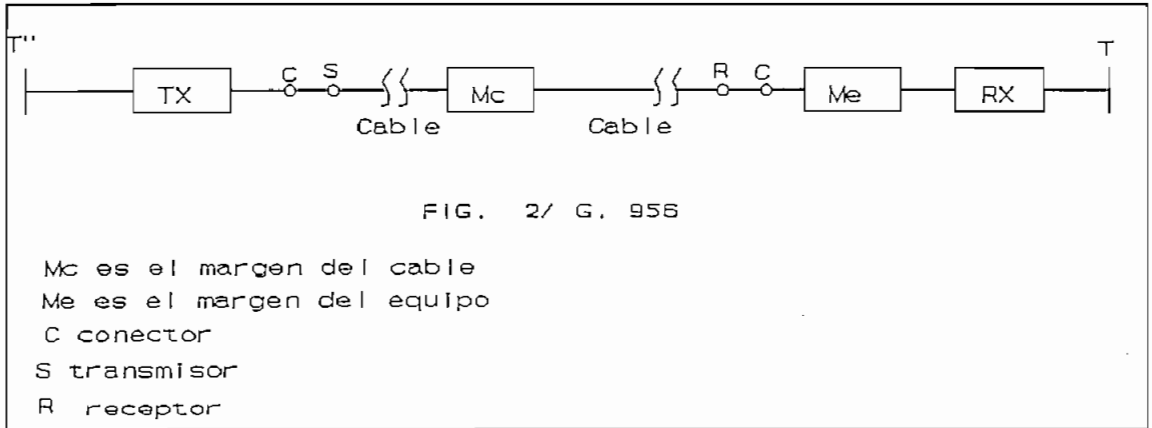 T'' T
C S R C
TX Mc Me RX
Cable Cable
FIG. 2/ G. 956
Mc es el margen del cable
Me es el margen del equipo
C conector
S transmisor
R receptor